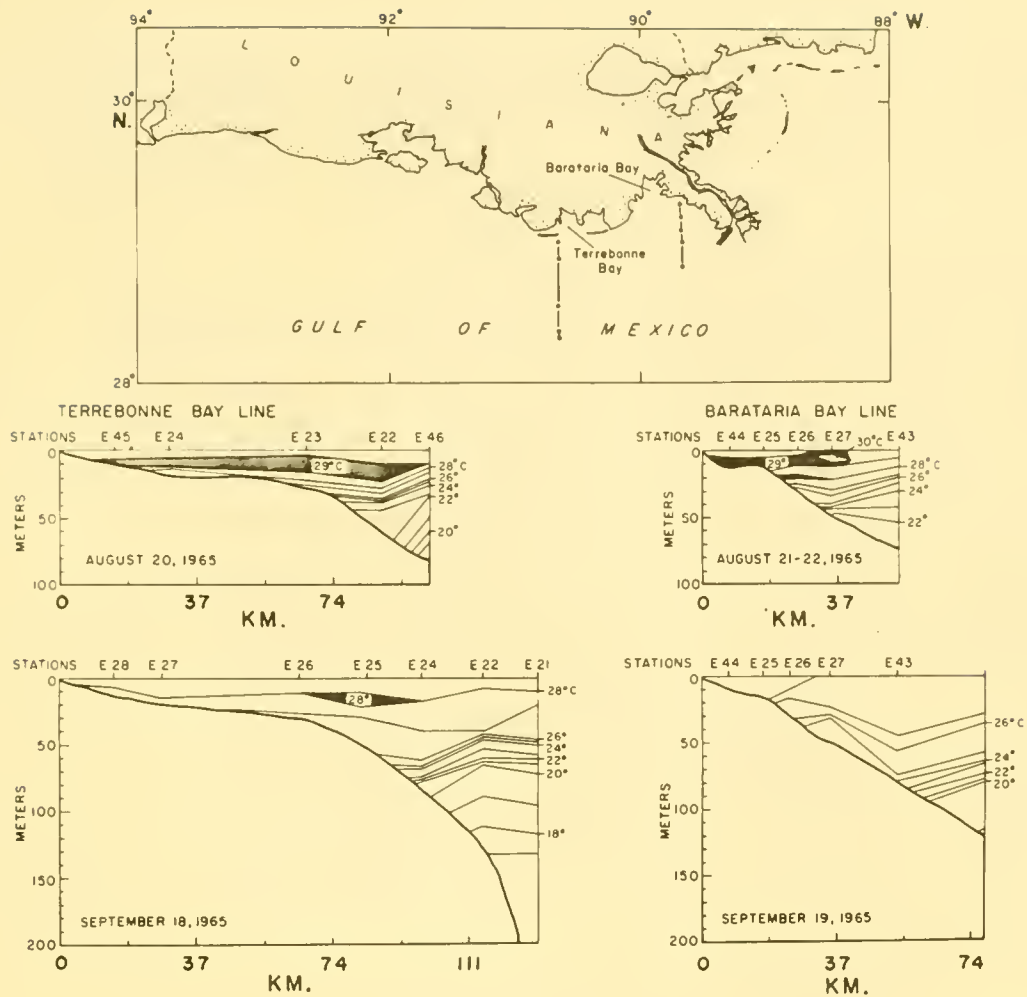 94° 92° 90° 88° W.
LOUISIANA
30°
N.
Barataria Bay
Terrebonne
Bay
GULF OF MEXICO
28°
TERREBONNE BAY LINE
STATIONS E 45 E 24 E 23 E 22 E 46
0
29°C
28°C
26°
24°
22°
50
20°
METERS
AUGUST 20, 1965
100
0 37 74
KM.
BARATARIA BAY LINE
STATIONS E 44 E 25 E 26 E 27 E 43
30°C
0
29°
28°C
26°
30°
50
22°
METERS
AUGUST 21-22, 1965
100
0 37
KM.
STATIONS E 28 E 27 E 26 E 25 E 24 E 22 E 21
0
28°
28°C
50
26°
24°
22°
20°
100
18°
METERS
150
SEPTEMBER 18, 1965
200
0 37 74 111
KM.
STATIONS E 44 E 25 E 26 E 27 E 43
0
26°C
50
24°
22°
20°
100
METERS
150
SEPTEMBER 19, 1965
200
0 37 74
KM.